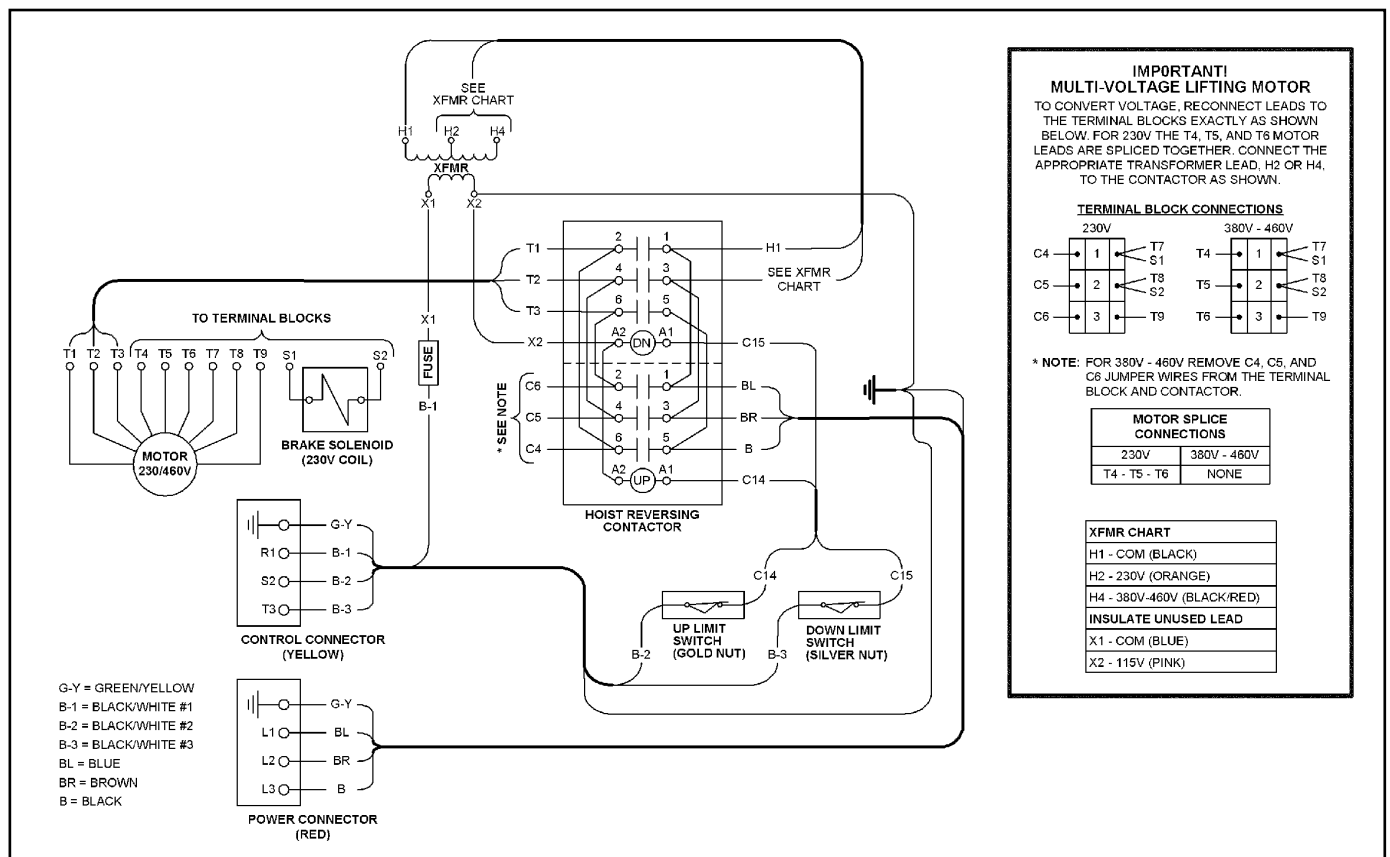 SEE
XFMR CHART
H1 H2 H4
XFMR
X1 X2
T1 2 1 H1
T2 4 3 SEE XFMR
CHART
T3 6 5
X2 A2 DN A1 C15
X1
FUSE
B-1
TO TERMINAL BLOCKS
T1 T2 T3 T4 T5 T6 T7 T8 T9 S1 S2
MOTOR
230/460V
BRAKE SOLENOID
(230V COIL)
* SEE NOTE
C6 2 1 BL
C5 4 3 BR
C4 6 5 B
A2 UP A1 C14
HOIST REVERSING
CONTACTOR
G-Y
R1 B-1
S2 B-2
T3 B-3
CONTROL CONNECTOR
(YELLOW)
C14 C15
UP LIMIT
SWITCH
(GOLD NUT)
DOWN LIMIT
SWITCH
(SILVER NUT)
B-2 B-3
G-Y
L1 BL
L2 BR
L3 B
POWER CONNECTOR
(RED)
G-Y = GREEN/YELLOW
B-1 = BLACK/WHITE #1
B-2 = BLACK/WHITE #2
B-3 = BLACK/WHITE #3
BL = BLUE
BR = BROWN
B = BLACK
IMPORTANT!
MULTI-VOLTAGE LIFTING MOTOR
TO CONVERT VOLTAGE, RECONNECT LEADS TO
THE TERMINAL BLOCKS EXACTLY AS SHOWN
BELOW. FOR 230V THE T4, T5, AND T6 MOTOR
LEADS ARE SPLICED TOGETHER. CONNECT THE
APPROPRIATE TRANSFORMER LEAD, H2 OR H4,
TO THE CONTACTOR AS SHOWN.
TERMINAL BLOCK CONNECTIONS
230V 380V - 460V
C4 1 T7 S1 T4 1 T7 S1
C5 2 T8 S2 T5 2 T8 S2
C6 3 T9 T6 3 T9
* NOTE: FOR 380V - 460V REMOVE C4, C5, AND
C6 JUMPER WIRES FROM THE TERMINAL
BLOCK AND CONTACTOR.
MOTOR SPLICE
CONNECTIONS
230V 380V - 460V
T4 - T5 - T6 NONE
XFMR CHART
H1 - COM (BLACK)
H2 - 230V (ORANGE)
H4 - 380V-460V (BLACK/RED)
INSULATE UNUSED LEAD
X1 - COM (BLUE)
X2 - 115V (PINK)